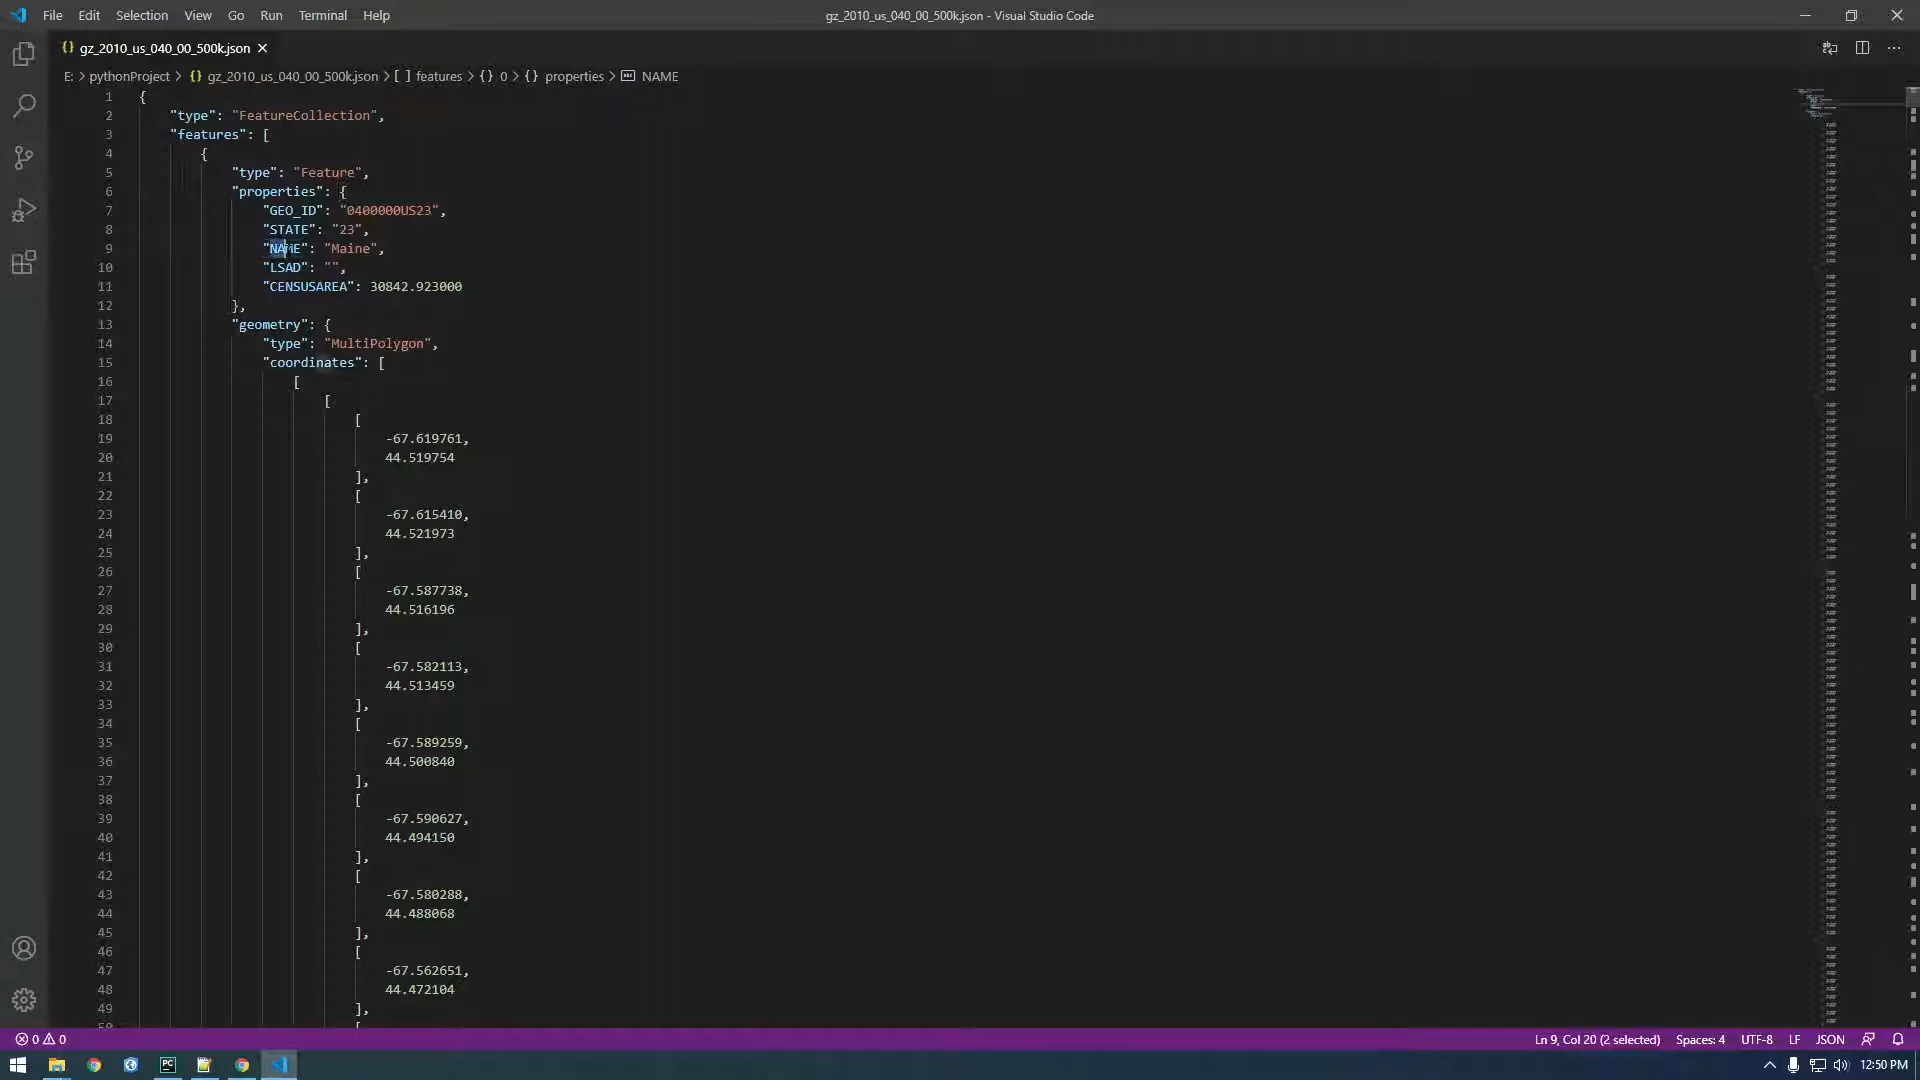 File Edit Selection View Go Run Terminal Help
gz_2010_us_040_00_500k.json - Visual Studio Code
{} gz_2010_us_040_00_500k.json
E: > pythonProject > {} gz_2010_us_040_00_500k.json > [ ] features > {} 0 > {} properties > NAME
1 {
2 "type": "FeatureCollection",
3 "features": [
4 {
5 "type": "Feature",
6 "properties": {
7 "GEO_ID": "0400000US23",
8 "STATE": "23",
9 "NAME": "Maine",
10 "LSAD": "",
11 "CENSUSAREA": 30842.923000
12 },
13 "geometry": {
14 "type": "MultiPolygon",
15 "coordinates": [
16 [
17 [
18 [
19 -67.619761,
20 44.519754
21 ],
22 [
23 -67.615410,
24 44.521973
25 ],
26 [
27 -67.587738,
28 44.516196
29 ],
30 [
31 -67.582113,
32 44.513459
33 ],
34 [
35 -67.589259,
36 44.500840
37 ],
38 [
39 -67.590627,
40 44.494150
41 ],
42 [
43 -67.580288,
44 44.488068
45 ],
46 [
47 -67.562651,
48 44.472104
49 ],
50 [
0 0
Ln 9, Col 20 (2 selected) Spaces: 4 UTF-8 LF JSON
PC
12:50 PM